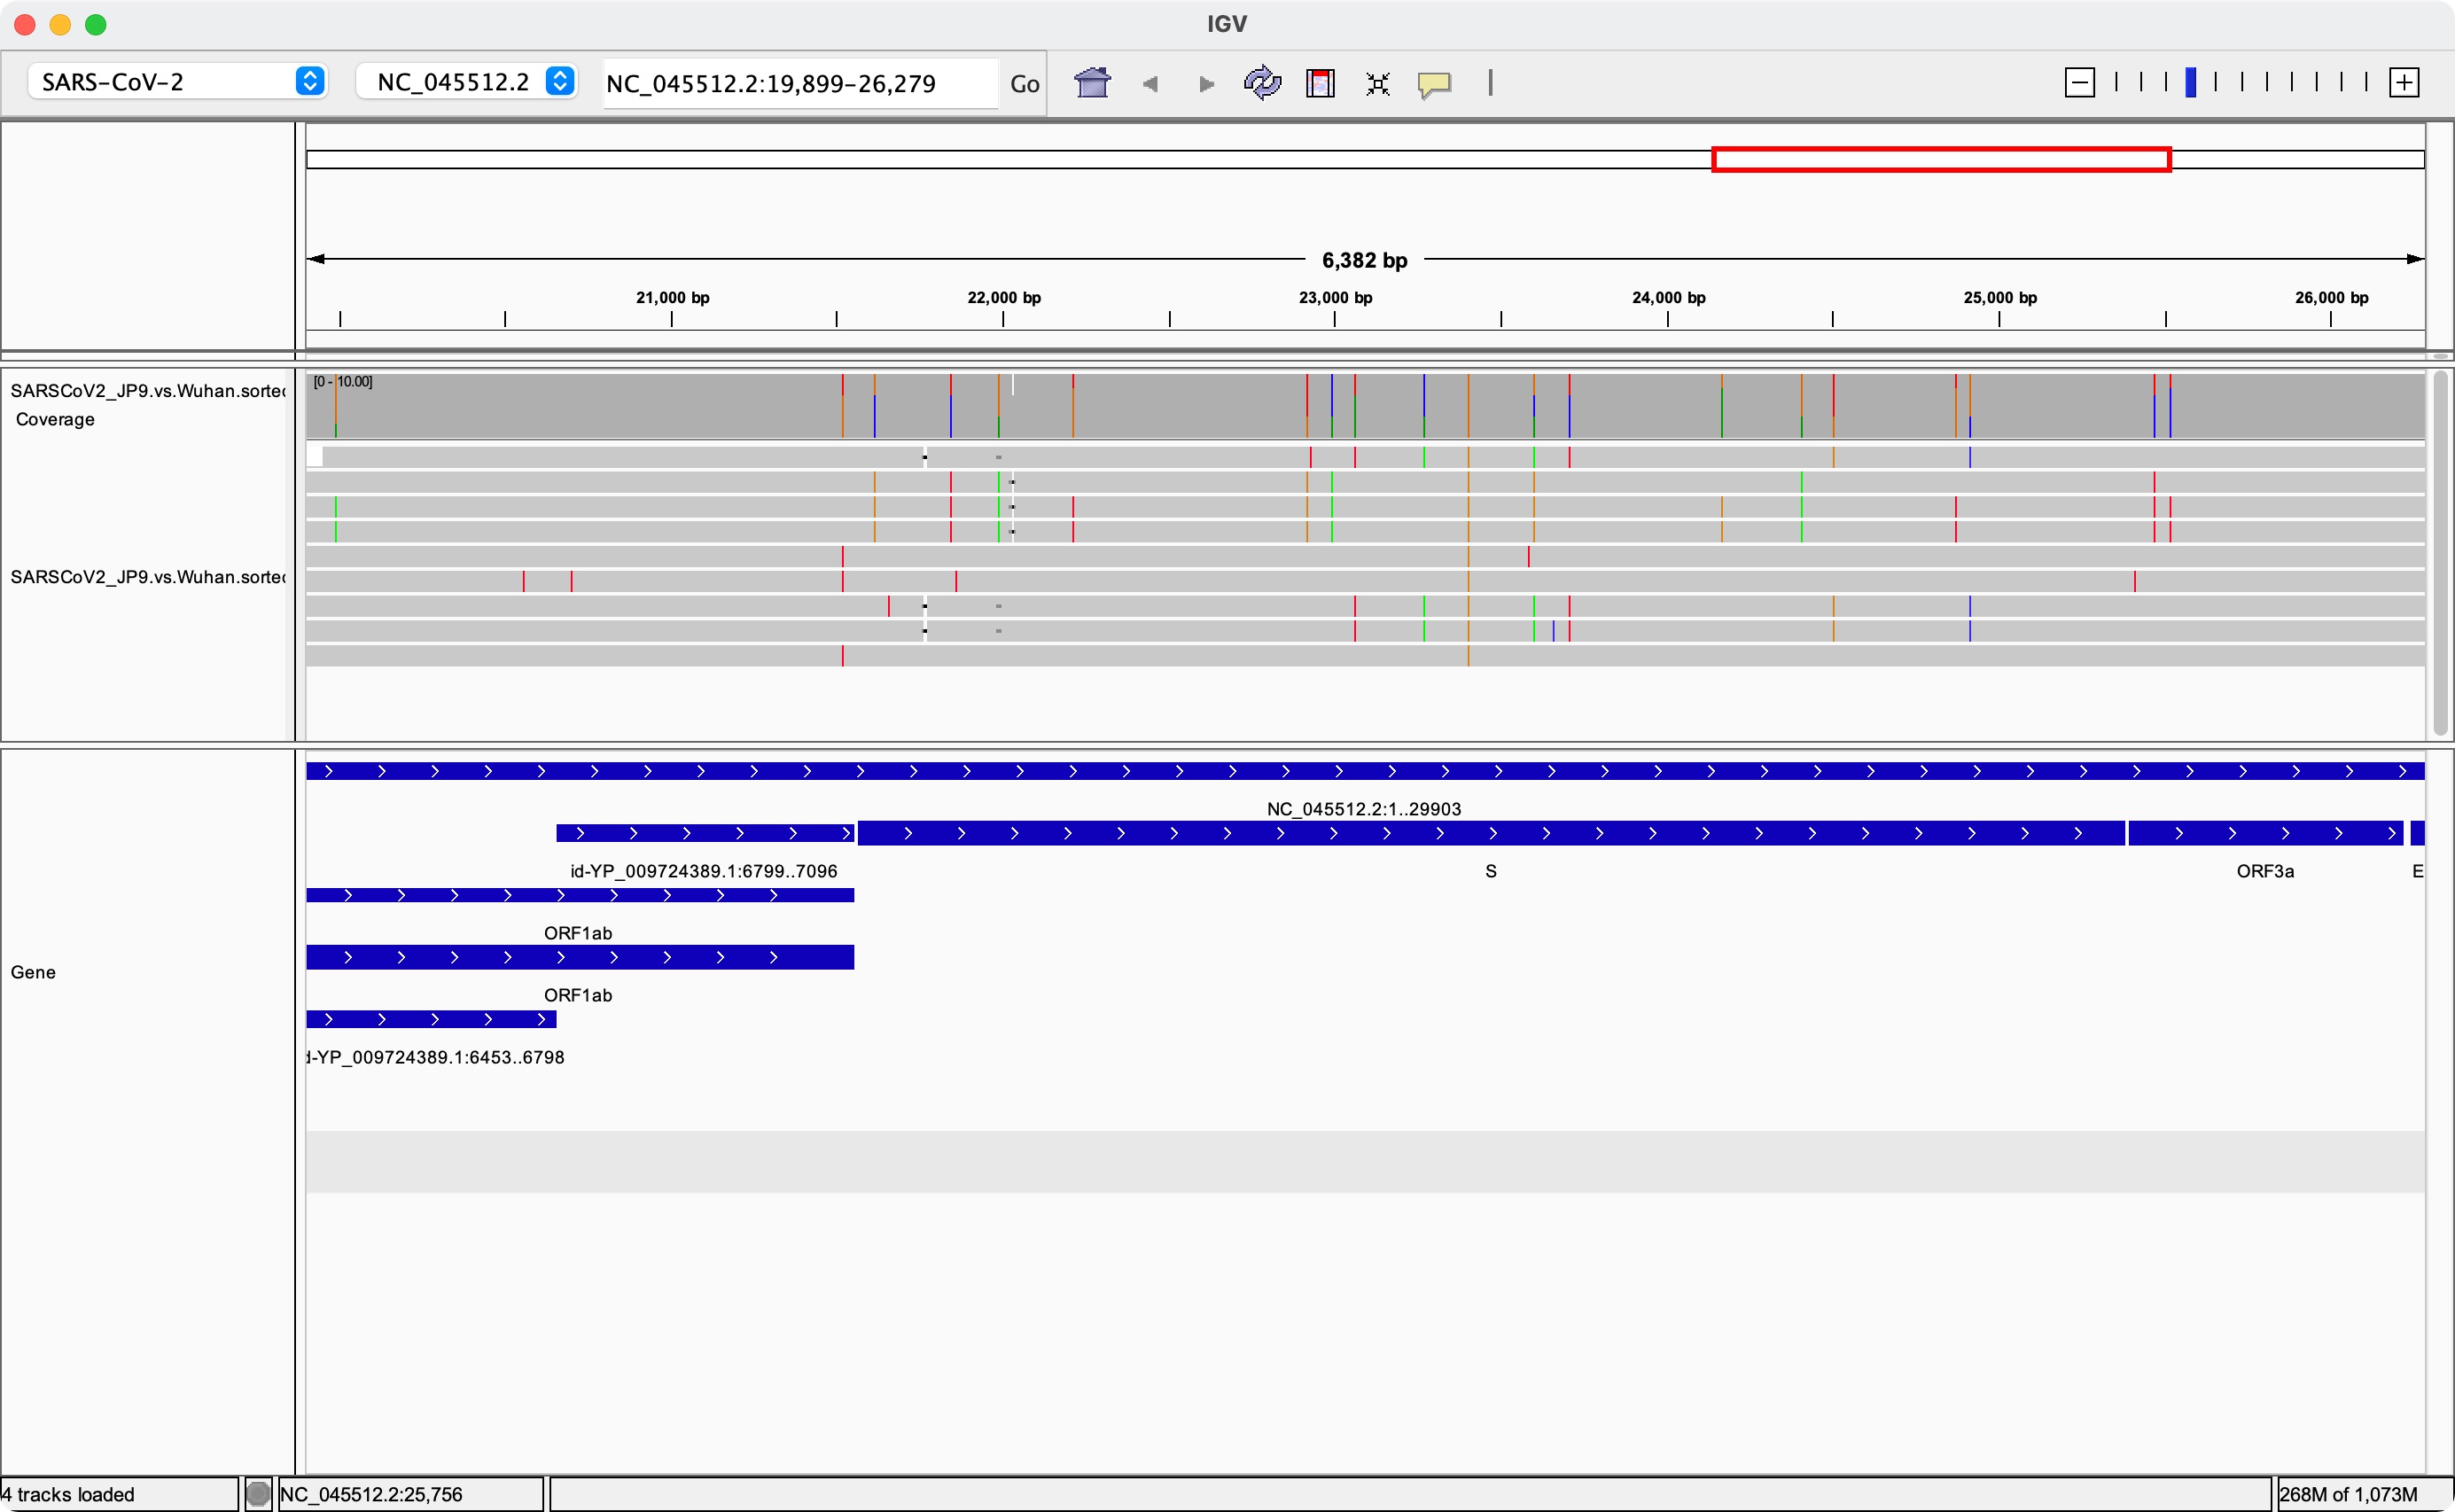 IGV
SARS-CoV-2 NC_045512.2 NC_045512.2:19,899-26,279 Go
6,382 bp
21,000 bp 22,000 bp 23,000 bp 24,000 bp 25,000 bp 26,000 bp
[0 - 10.00]
SARSCoV2_JP9.vs.Wuhan.sorted
Coverage
SARSCoV2_JP9.vs.Wuhan.sorted
NC_045512.2:1..29903
id-YP_009724389.1:6799..7096 S ORF3a E
ORF1ab
Gene
ORF1ab
d-YP_009724389.1:6453..6798
4 tracks loaded NC_045512.2:25,756 268M of 1,073M